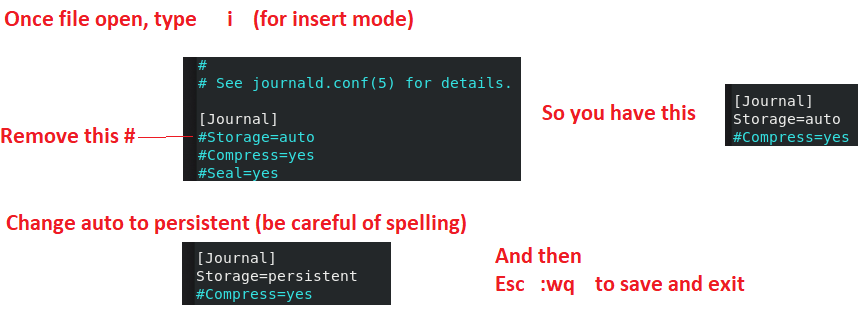 Once file open, type i (for insert mode)
#
# See journald.conf(5) for details.
[Journal]
#Storage=auto
#Compress=yes
#Seal=yes
Remove this #
So you have this
[Journal]
Storage=auto
#Compress=yes
Change auto to persistent (be careful of spelling)
[Journal]
Storage=persistent
#Compress=yes
And then
Esc :wq to save and exit